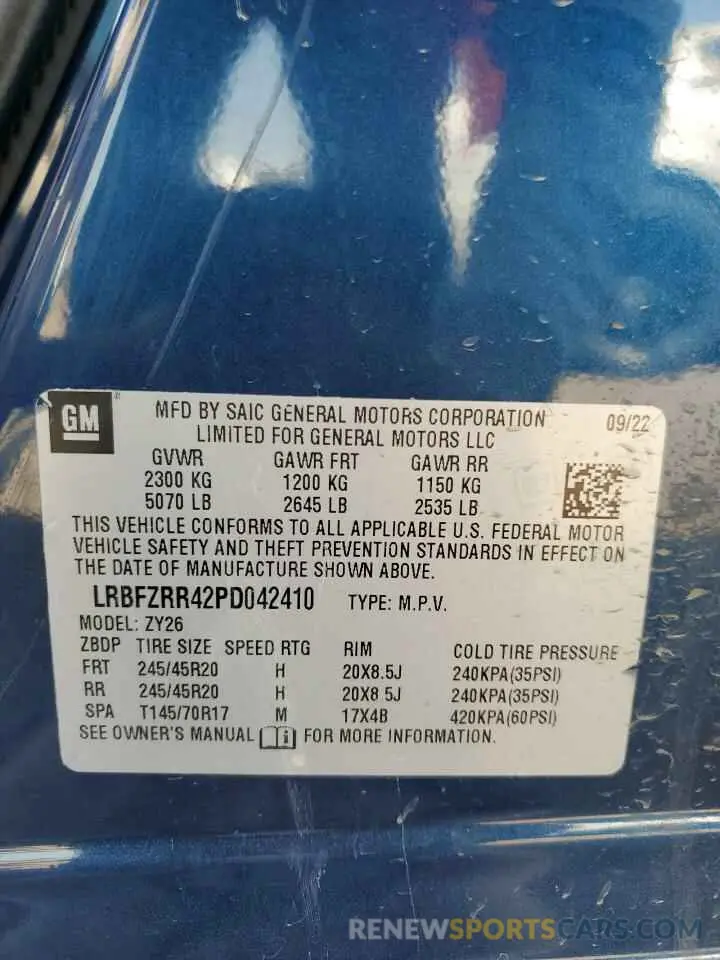 GM
MFD BY SAIC GENERAL MOTORS CORPORATION 09/22
LIMITED FOR GENERAL MOTORS LLC
GVWR GAWR FRT GAWR RR
2300 KG 1200 KG 1150 KG
5070 LB 2645 LB 2535 LB
THIS VEHICLE CONFORMS TO ALL APPLICABLE U.S. FEDERAL MOTOR
VEHICLE SAFETY AND THEFT PREVENTION STANDARDS IN EFFECT ON
THE DATE OF MANUFACTURE SHOWN ABOVE.
LRBFZRR42PD042410 TYPE: M.P.V.
MODEL: ZY26
ZBDP TIRE SIZE SPEED RTG RIM COLD TIRE PRESSURE
FRT 245/45R20 H 20X8.5J 240KPA(35PSI)
RR 245/45R20 H 20X8.5J 240KPA(35PSI)
SPA T145/70R17 M 17X4B 420KPA(60PSI)
SEE OWNER'S MANUAL i FOR MORE INFORMATION.
RENEWSPORTSCARS.COM